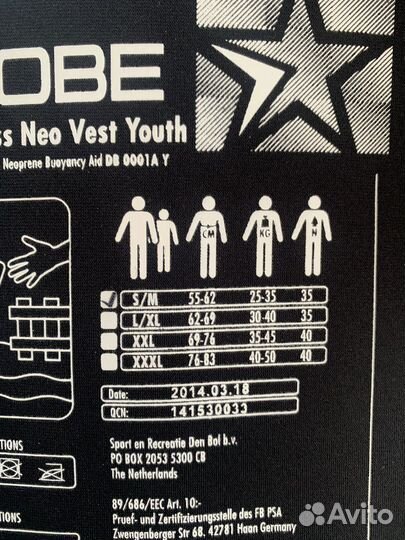 OBE
ss Neo Vest Youth
Neoprene Buoyancy Aid DB 0001A Y
CM KG N
S/M 55-62 25-35 35
L/XL 62-69 30-40 35
XXL 69-76 35-45 40
XXXL 76-83 40-50 40
Date: 2014.03.18
QCN: 141530033
TIONS
Sport en Recreatie Den Bol b.v.
PO BOX 2053 5300 CB
The Netherlands
89/686/EEC Art. 10:-
Pruef- und Zertifizierungsstelle des FB PSA
Zwengenberger Str. 68. 42781 Haan Germany
TIONS
Avito